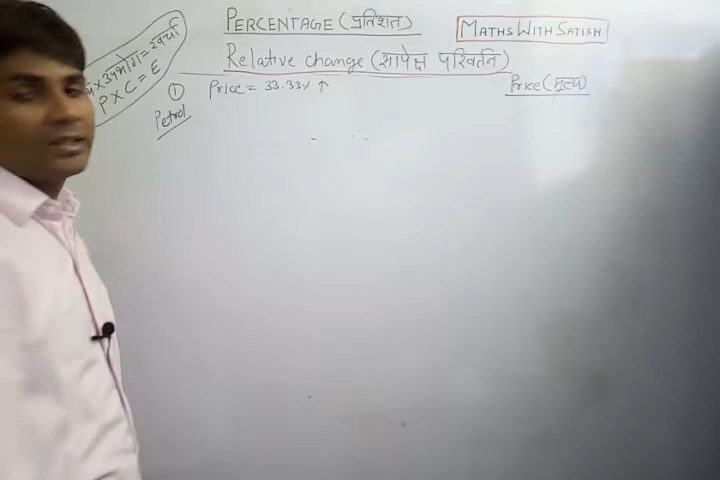 PERCENTAGE (प्रतिशत)
MATHS WITH SATISH
Relative change (सापेक्ष परिवर्तन)
× उपभोग = खर्चा
P × C = E
① Price = 33.33% ↑
Petrol
Price (मूल्य)